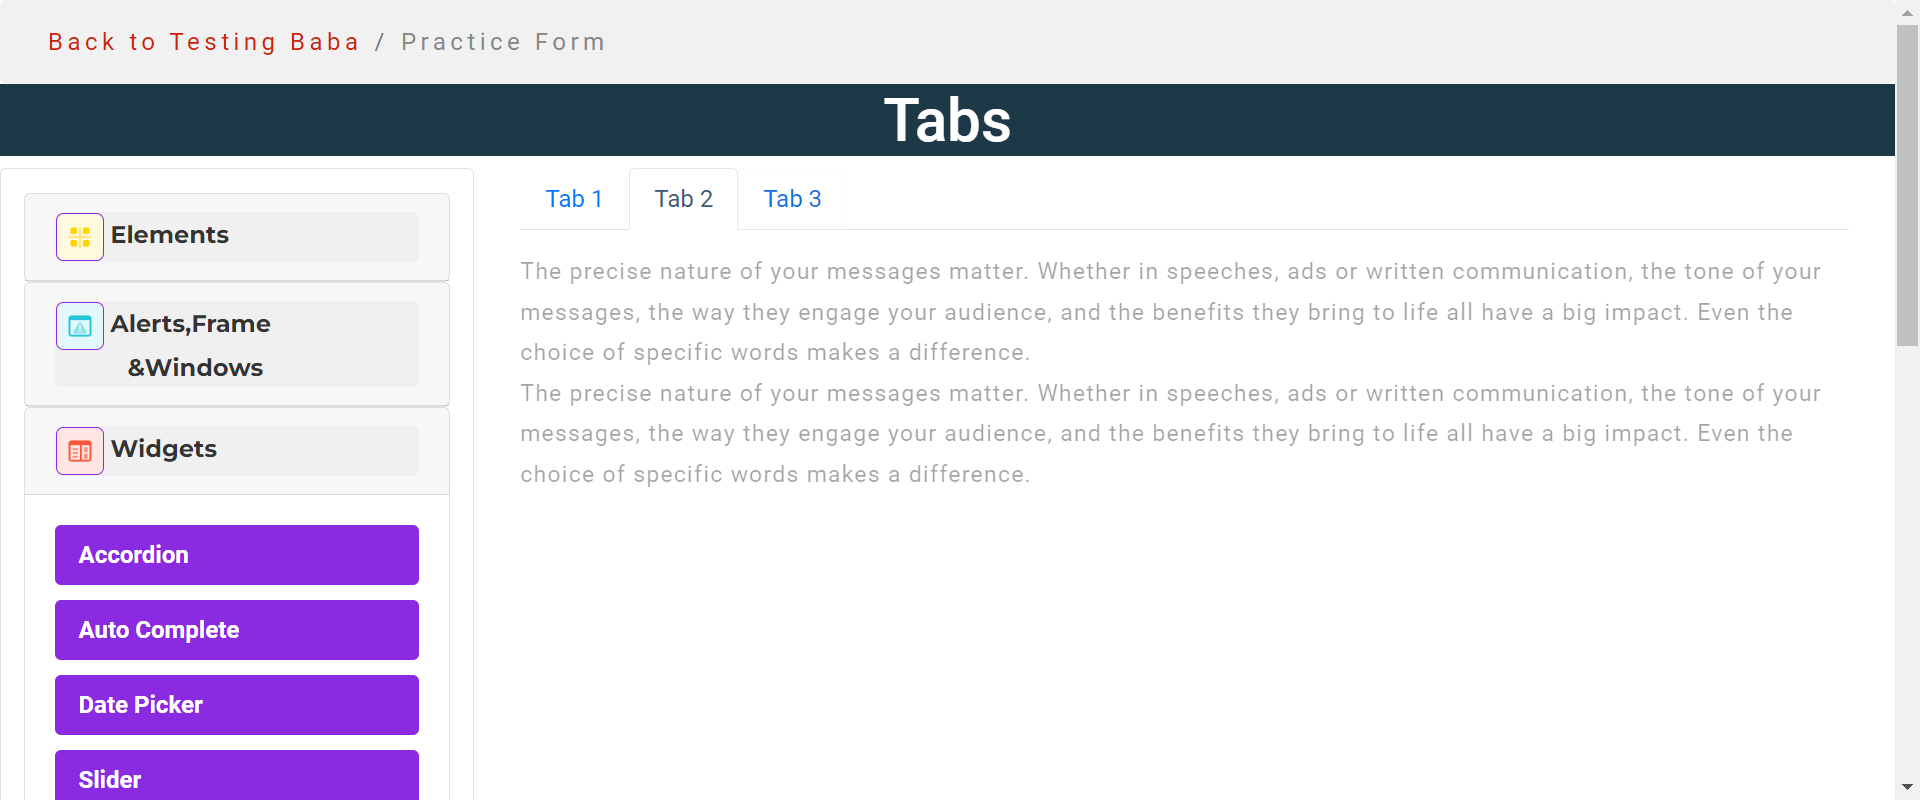 Back to Testing Baba / Practice Form
Tabs
Elements
Alerts,Frame
&Windows
Widgets
Accordion
Auto Complete
Date Picker
Slider
Tab 1 Tab 2 Tab 3
The precise nature of your messages matter. Whether in speeches, ads or written communication, the tone of your
messages, the way they engage your audience, and the benefits they bring to life all have a big impact. Even the
choice of specific words makes a difference.
The precise nature of your messages matter. Whether in speeches, ads or written communication, the tone of your
messages, the way they engage your audience, and the benefits they bring to life all have a big impact. Even the
choice of specific words makes a difference.